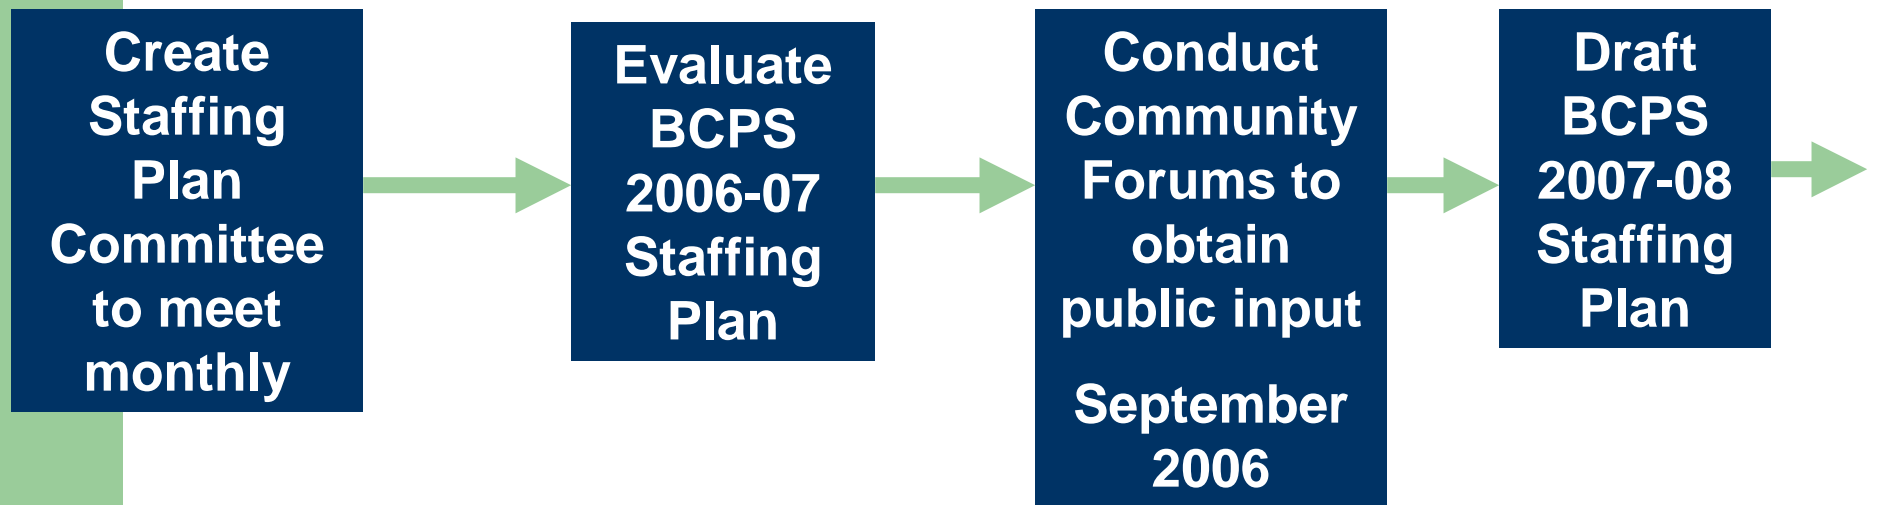 Create
Staffing
Plan
Committee
to meet
monthly
Evaluate
BCPS
2006-07
Staffing
Plan
Conduct
Community
Forums to
obtain
public input
September
2006
Draft
BCPS
2007-08
Staffing
Plan